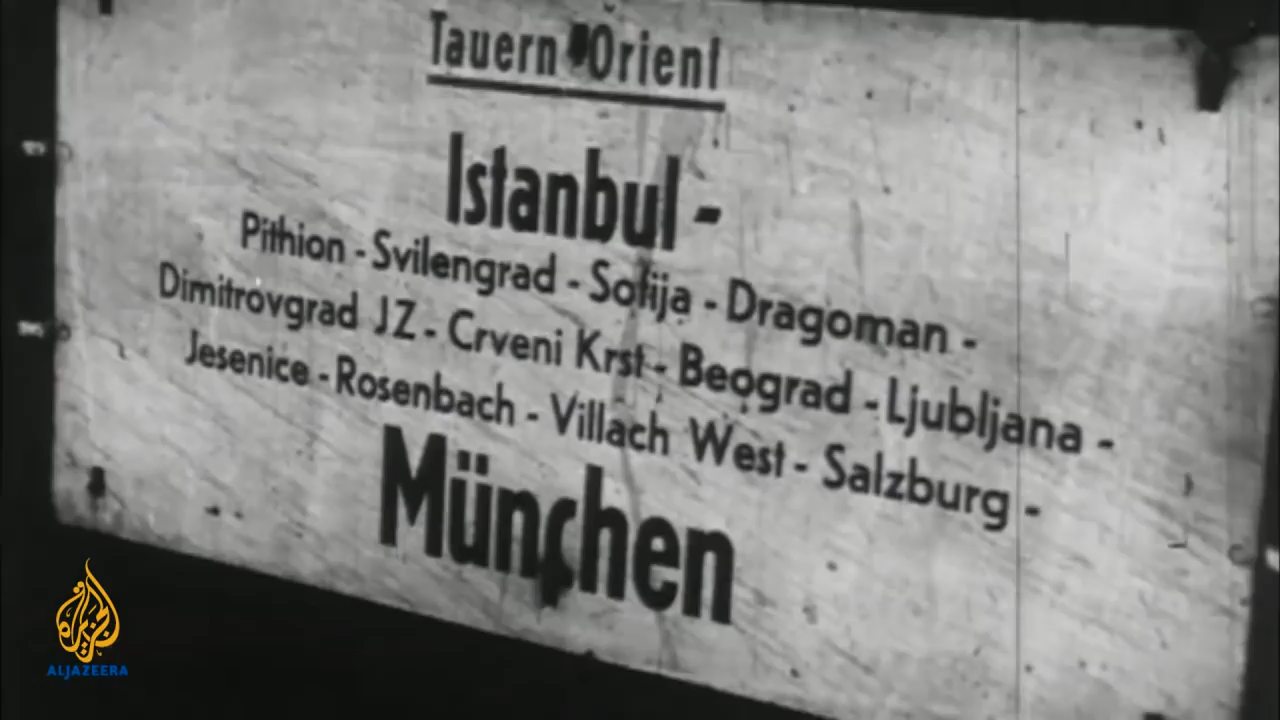 Tauern Orient
Istanbul -
Pithion - Svilengrad - Sofija - Dragoman -
Dimitrovgrad JZ - Crveni Krst - Beograd - Ljubljana -
Jesenice - Rosenbach - Villach West - Salzburg -
München
الجزيرة
ALJAZEERA